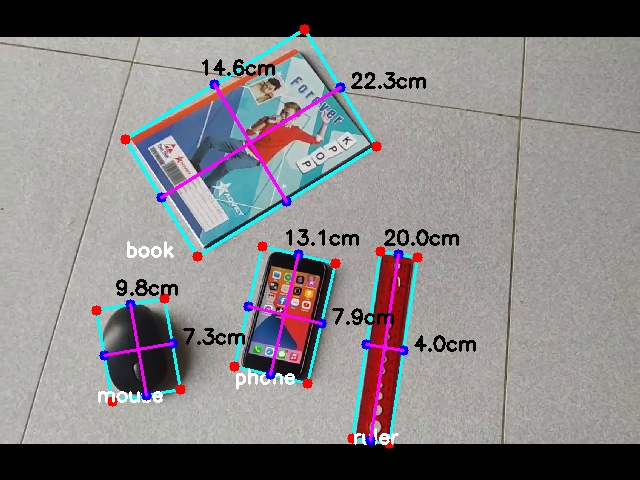 14.6cm
22.3cm
Forever
K
POP
book
13.1cm
20.0cm
9.8cm
7.3cm
7.9cm
4.0cm
phone
mouse
ruler